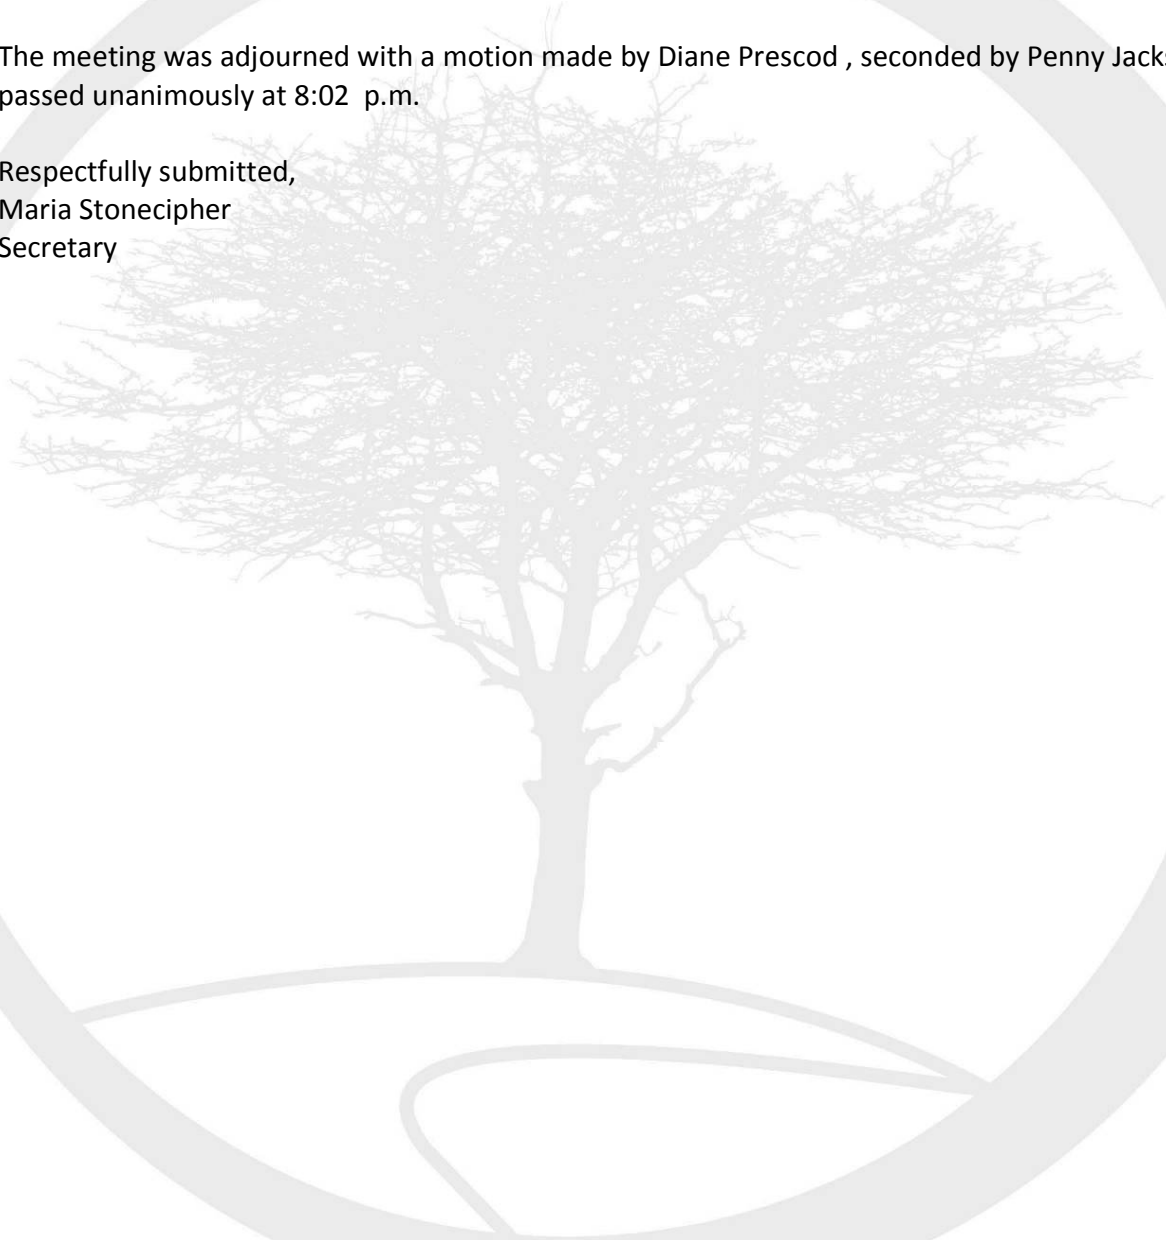 The meeting was adjourned with a motion made by Diane Prescod , seconded by Penny
passed unanimously at 8:02  p.m.
Respectfully submitted,
Maria Stonecipher
Secretary